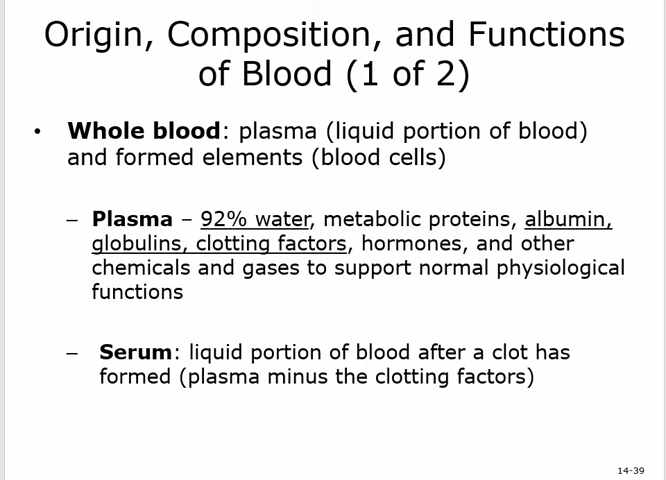 Origin, Composition, and Functions
of Blood (1 of 2)
• Whole blood: plasma (liquid portion of blood)
and formed elements (blood cells)
– Plasma – 92% water, metabolic proteins, albumin,
globulins, clotting factors, hormones, and other
chemicals and gases to support normal physiological
functions
– Serum: liquid portion of blood after a clot has
formed (plasma minus the clotting factors)
14-39